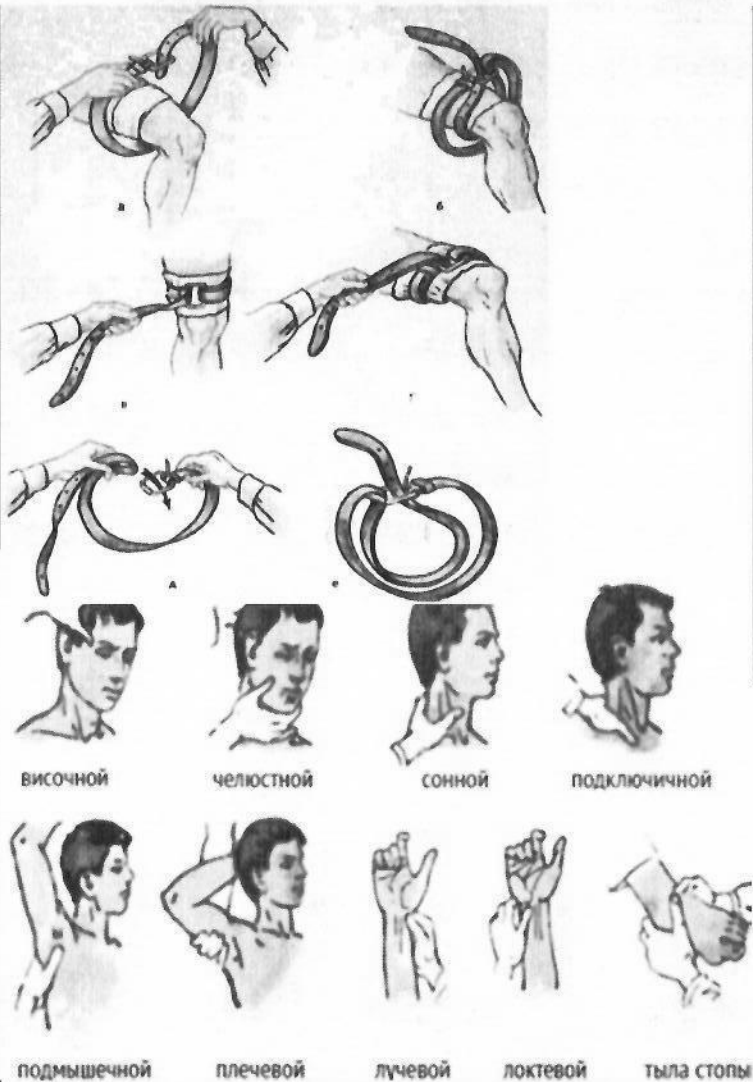 а б
в г
д е
височной челюстной сонной подключичной
подмышечной плечевой лучевой локтевой тыла стопы